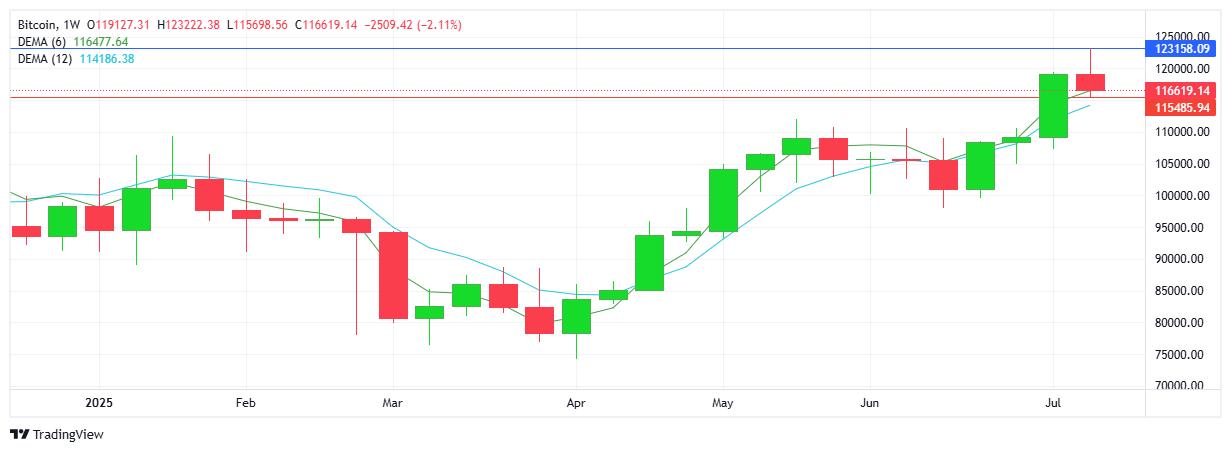 Bitcoin, 1W O119127.31 H123222.38 L115698.56 C116619.14 −2509.42 (−2.11%)
DEMA (6) 116477.64
DEMA (12) 114186.38
125000.00
123158.09
120000.00
116619.14
115485.94
110000.00
105000.00
100000.00
95000.00
90000.00
85000.00
80000.00
75000.00
70000.00
2025 Feb Mar Apr May Jun Jul
TradingView